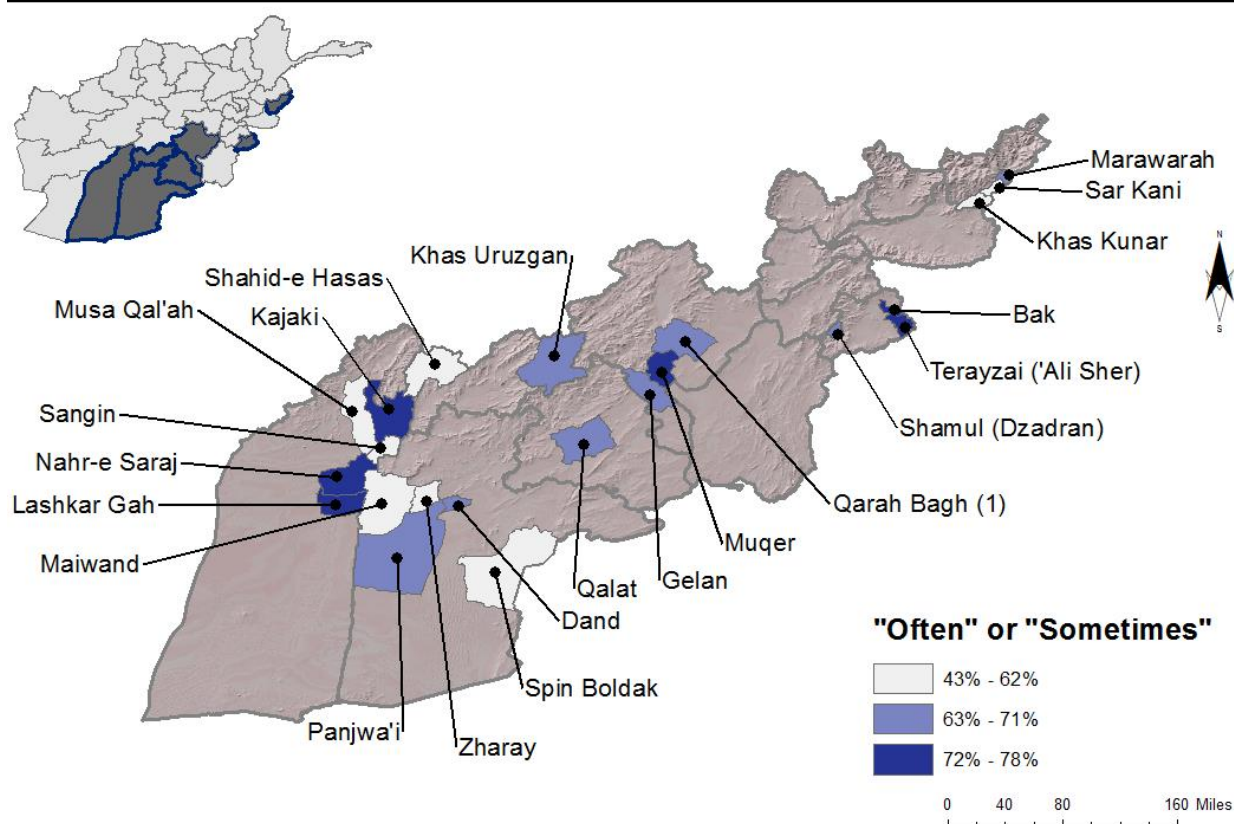 Marawarah
Sar Kani
Khas Kunar
N
S
Khas Uruzgan
Shahid-e Hasas
Musa Qal'ah
Kajaki
Bak
Terayzai ('Ali Sher)
Sangin
Shamul (Dzadran)
Nahr-e Saraj
Lashkar Gah
Qarah Bagh (1)
Muqer
Maiwand
Gelan
Qalat
Dand
Spin Boldak
Panjwa'i
Zharay
"Often" or "Sometimes"
43% - 62%
63% - 71%
72% - 78%
0 40 80 160 Miles